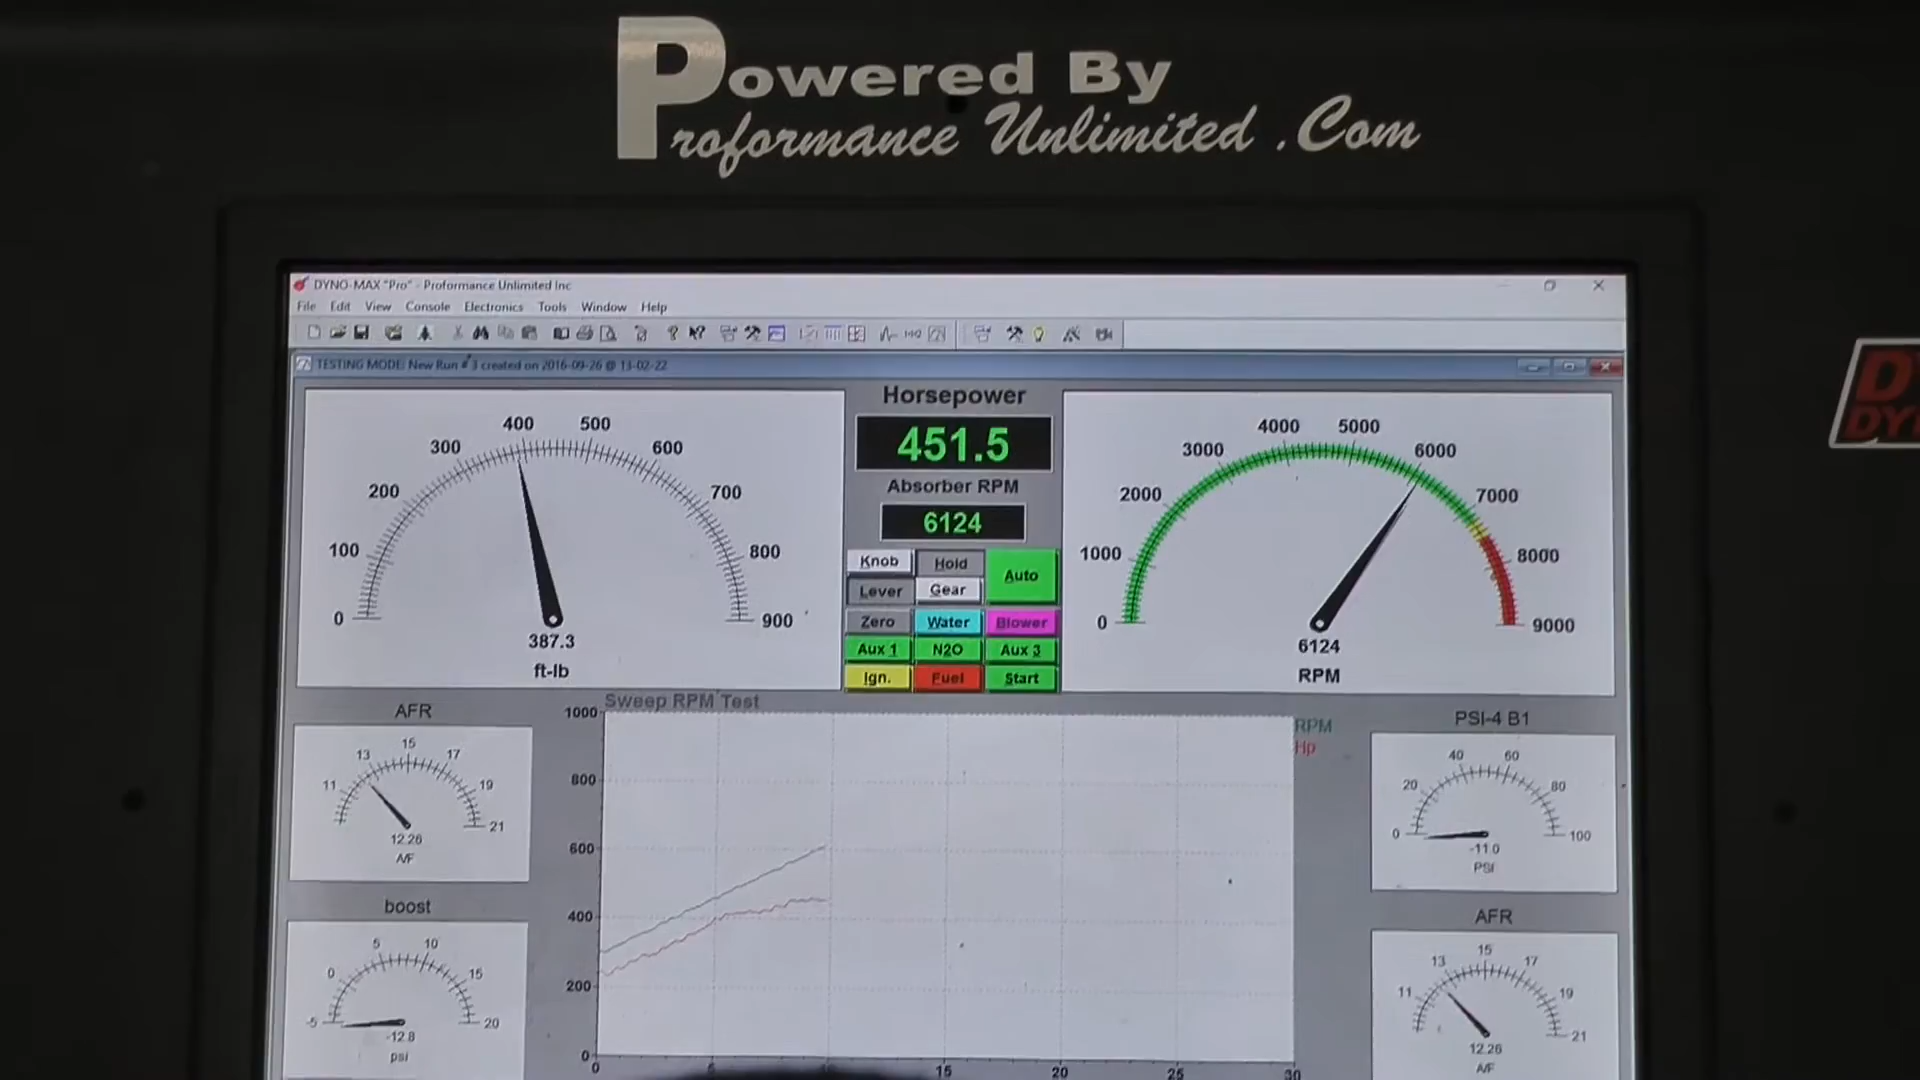 Powered By
Proformance Unlimited .Com
DYNO-MAX "Pro" - Proformance Unlimited Inc
File Edit View Console Electronics Tools Window Help
TESTING MODE: New Run # 3 created on 2016-09-26 @ 13-02-22
0 100 200 300 400 500 600 700 800 900
387.3
ft-lb
Horsepower
451.5
Absorber RPM
6124
Knob Hold Auto
Lever Gear
Zero Water Blower
Aux 1 N2O Aux 3
Ign. Fuel Start
0 1000 2000 3000 4000 5000 6000 7000 8000 9000
6124
RPM
AFR
11 13 15 17 19 21
12.26
A/F
boost
-5 0 5 10 15 20
-12.8
psi
Sweep RPM Test
1000
800
600
400
200
0
0 5 15 20 25 30
RPM
Hp
PSI-4 B1
0 20 40 60 80 100
-11.0
PSI
AFR
11 13 15 17 19 21
12.26
A/F